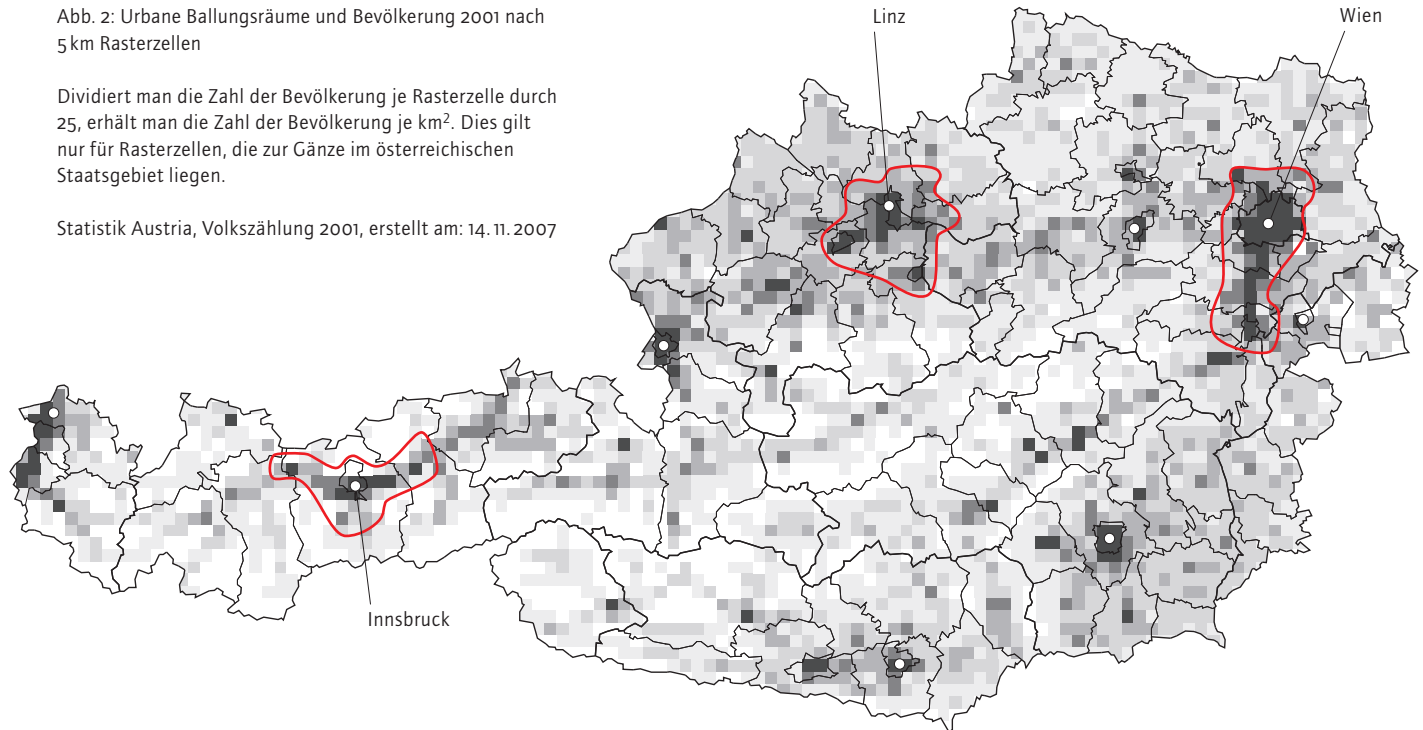 Abb. 2: Urbane Ballungsräume und Bevölkerung 2001 nach
5 km Rasterzellen
Dividiert man die Zahl der Bevölkerung je Rasterzelle durch
25, erhält man die Zahl der Bevölkerung je km². Dies gilt
nur für Rasterzellen, die zur Gänze im österreichischen
Staatsgebiet liegen.
Statistik Austria, Volkszählung 2001, erstellt am: 14. 11. 2007
Linz
Wien
Innsbruck